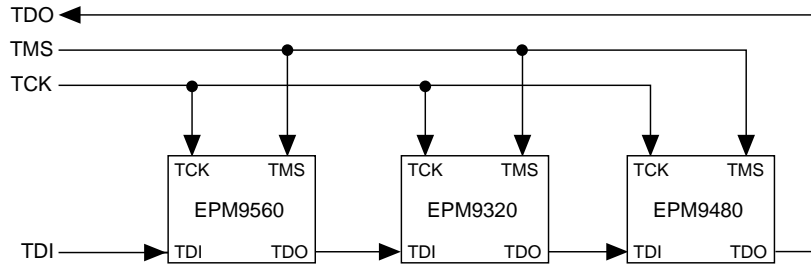 TDO
TMS
TCK
TCK TMS TCK TMS TCK TMS
EPM9560 EPM9320 EPM9480
TDI TDI TDO TDI TDO TDI TDO